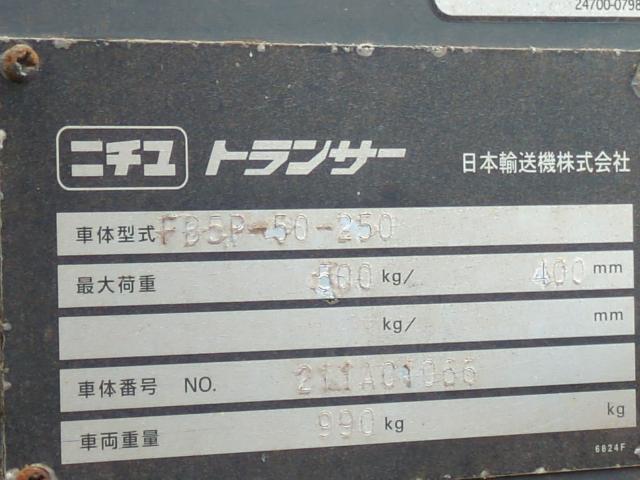 24700-0798
ニチユ トランサー 日本輸送機株式会社
車体型式 FB5P-50-250
最大荷重 500 kg/ 400 mm
kg/ mm
車体番号 NO. 211A01066
車両重量 990 kg kg
6824F